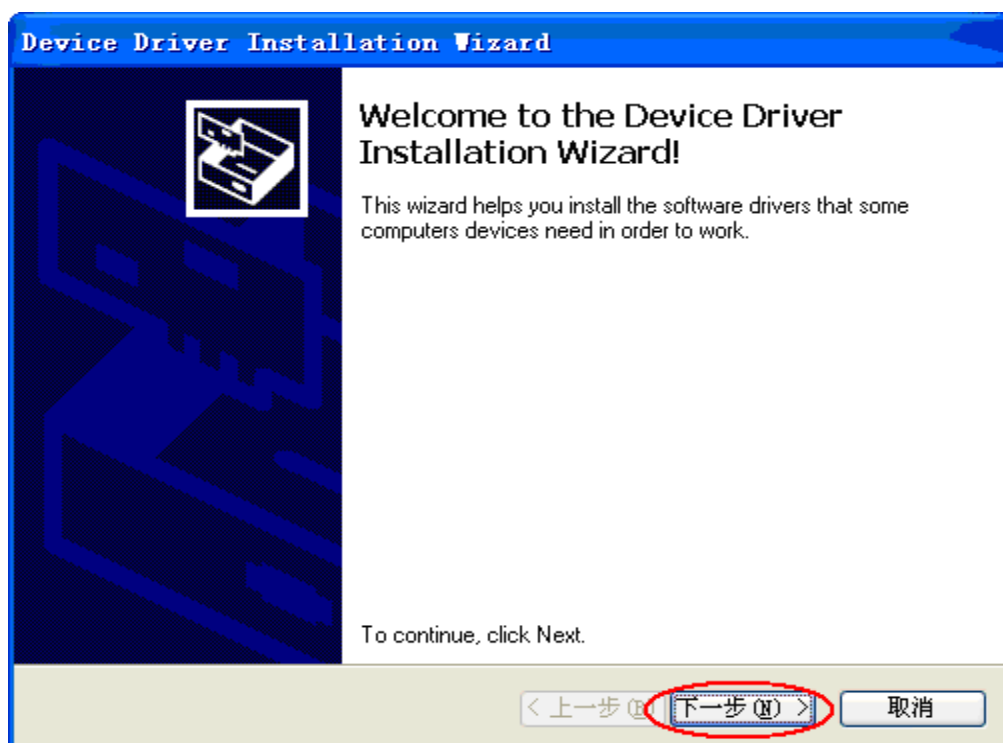 Device Driver Installation Wizard
Welcome to the Device Driver
Installation Wizard!
This wizard helps you install the software drivers that some
computers devices need in order to work.
To continue, click Next.
< 上一步(B) 下一步(N) > 取消